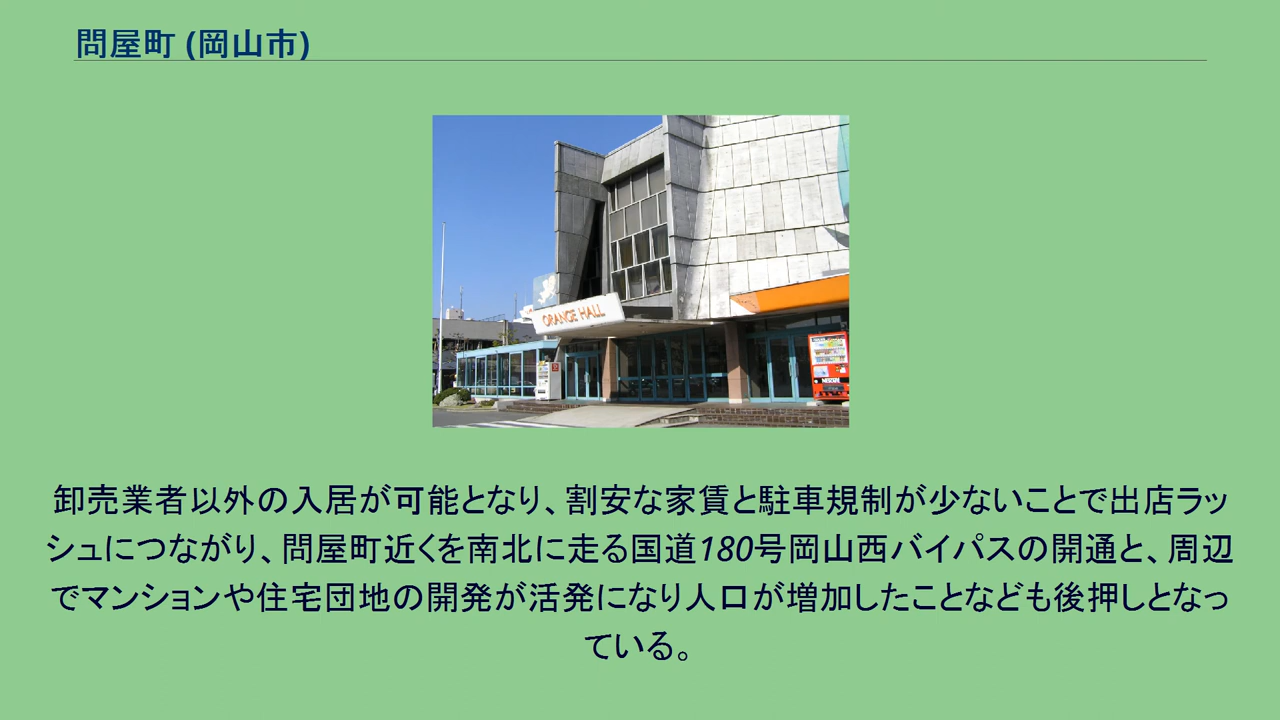 問屋町 (岡山市)
ORANGE HALL
卸売業者以外の入居が可能となり、割安な家賃と駐車規制が少ないことで出店ラッ
シュにつながり、問屋町近くを南北に走る国道180号岡山西バイパスの開通と、周辺
でマンションや住宅団地の開発が活発になり人口が増加したことなども後押しとなっ
ている。